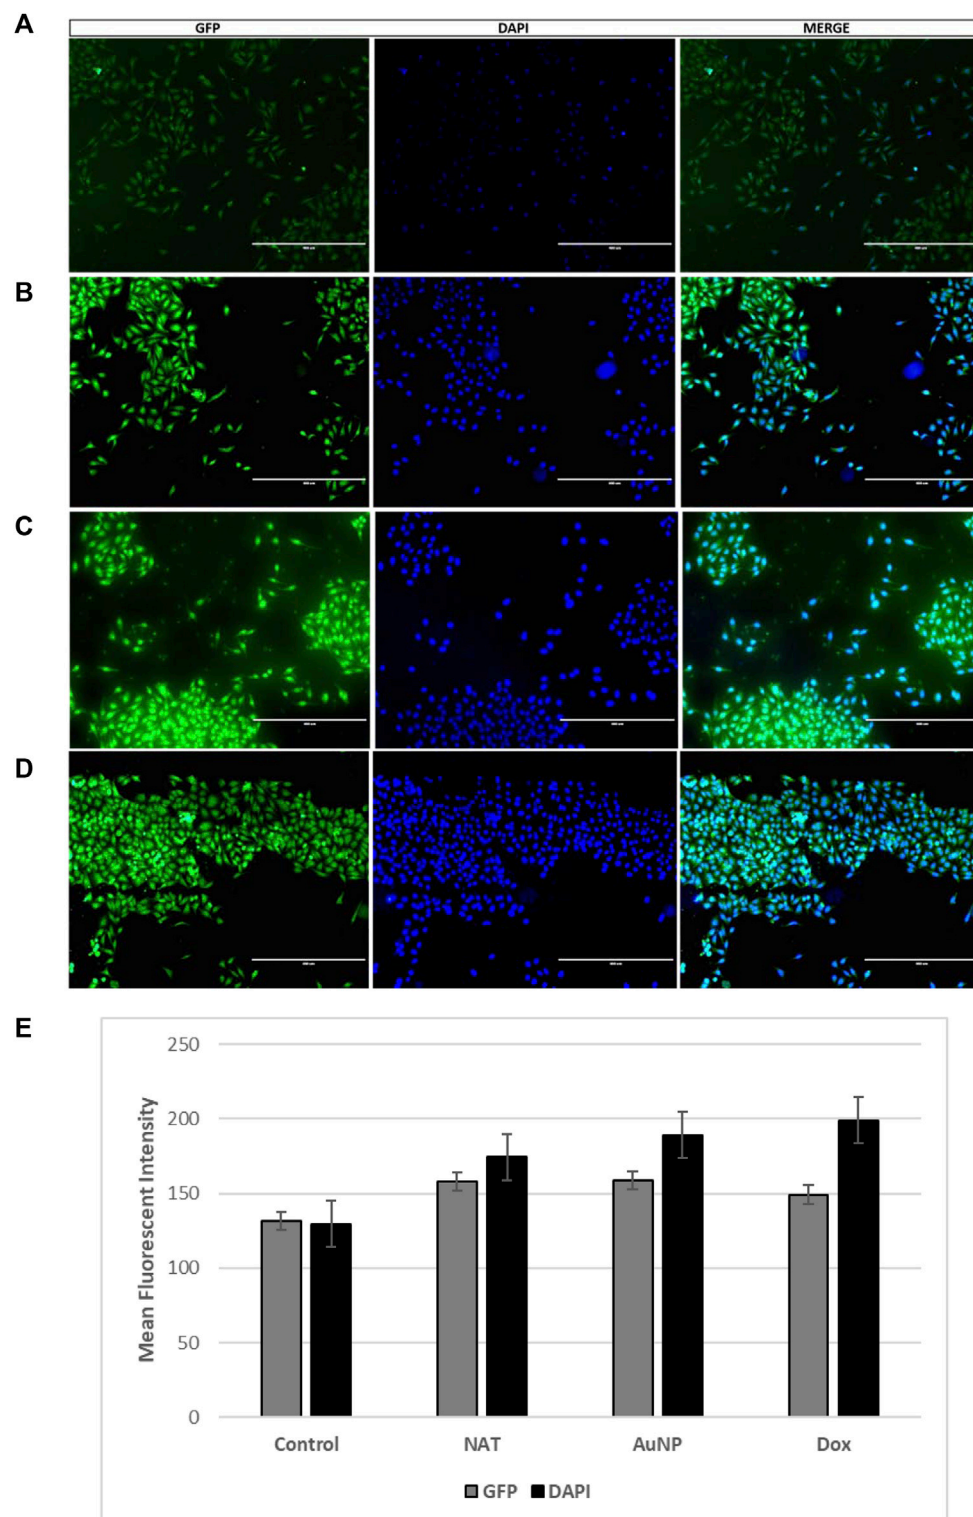 A
GFP DAPI MERGE
B
C
D
E
250
200
150
100
50
0
Mean Fluorescent Intensity
Control NAT AuNP Dox
GFP DAPI